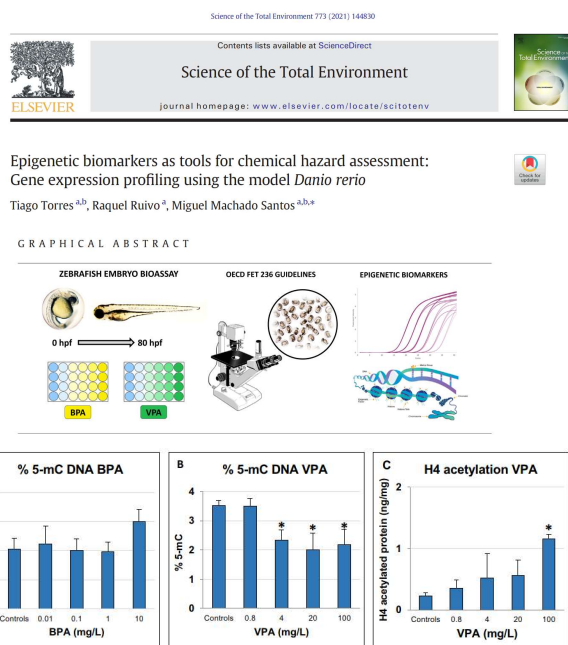 Science of the Total Environment 773 (2021) 144830
Contents lists available at ScienceDirect
Science of the Total Environment
journal homepage: www.elsevier.com/locate/scitotenv
ELSEVIER
Science of the
Total Environment
Check for
updates
Epigenetic biomarkers as tools for chemical hazard assessment:
Gene expression profiling using the model Danio rerio
Tiago Torres a,b, Raquel Ruivo a, Miguel Machado Santos a,b,*
GRAPHICAL ABSTRACT
ZEBRAFISH EMBRYO BIOASSAY
OECD FET 236 GUIDELINES
EPIGENETIC BIOMARKERS
0 hpf
80 hpf
BPA
VPA
% 5-mC DNA BPA
Controls 0.01 0.1 1 10
BPA (mg/L)
B
% 5-mC DNA VPA
% 5-mC
4
3
2
1
0
* * *
Controls 0.8 4 20 100
VPA (mg/L)
C
H4 acetylation VPA
H4 acetylated protein (ng/mg)
2
1
0
*
Controls 0.8 4 20 100
VPA (mg/L)